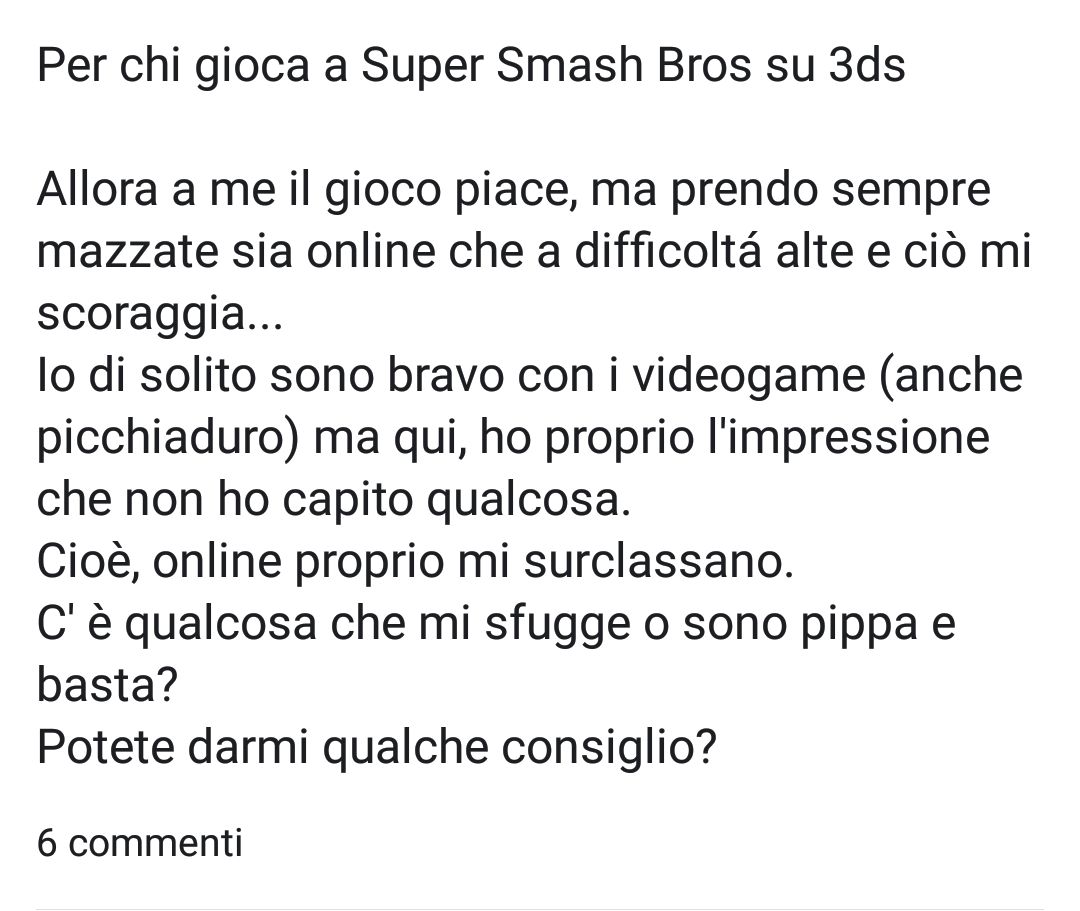 Per chi gioca a Super Smash Bros su 3ds
Allora a me il gioco piace, ma prendo sempre
mazzate sia online che a difficoltá alte e ciò mi
scoraggia...
Io di solito sono bravo con i videogame (anche
picchiaduro) ma qui, ho proprio l'impressione
che non ho capito qualcosa.
Cioè, online proprio mi surclassano.
C' è qualcosa che mi sfugge o sono pippa e
basta?
Potete darmi qualche consiglio?
6 commenti